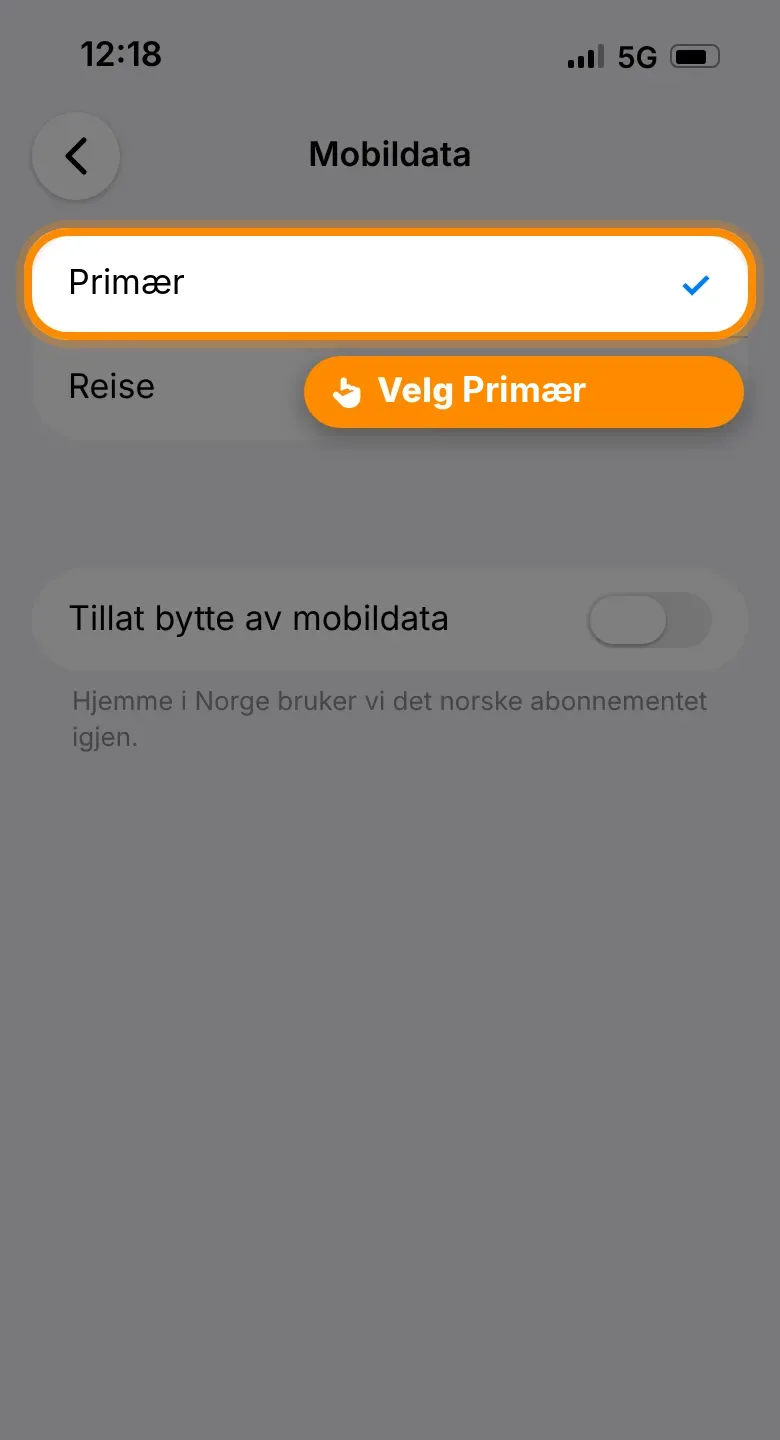 12:18
5G
Mobildata
Primær
Reise
Velg Primær
Tillat bytte av mobildata
Hjemme i Norge bruker vi det norske abonnementet
igjen.